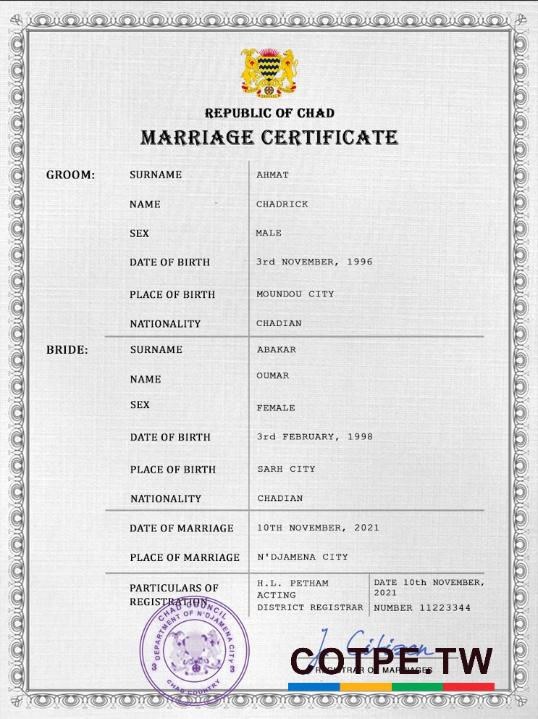 REPUBLIC OF CHAD
MARRIAGE CERTIFICATE
GROOM: SURNAME AHMAT
NAME CHADRICK
SEX MALE
DATE OF BIRTH 3rd NOVEMBER, 1996
PLACE OF BIRTH MOUNDOU CITY
NATIONALITY CHADIAN
BRIDE: SURNAME ABAKAR
NAME OUMAR
SEX FEMALE
DATE OF BIRTH 3rd FEBRUARY, 1998
PLACE OF BIRTH SARH CITY
NATIONALITY CHADIAN
DATE OF MARRIAGE 10TH NOVEMBER, 2021
PLACE OF MARRIAGE N'DJAMENA CITY
PARTICULARS OF
REGISTRATION
H.L. PETHAM
ACTING
DISTRICT REGISTRAR
DATE 10th NOVEMBER,
2021
NUMBER 11223344
CHAD COUNCIL
DEPARTMENT OF N'DJAMENA CITY
CHAD COUNTRY
J Citizen
REGISTRAR OF MARRIAGES
COTPE.TW